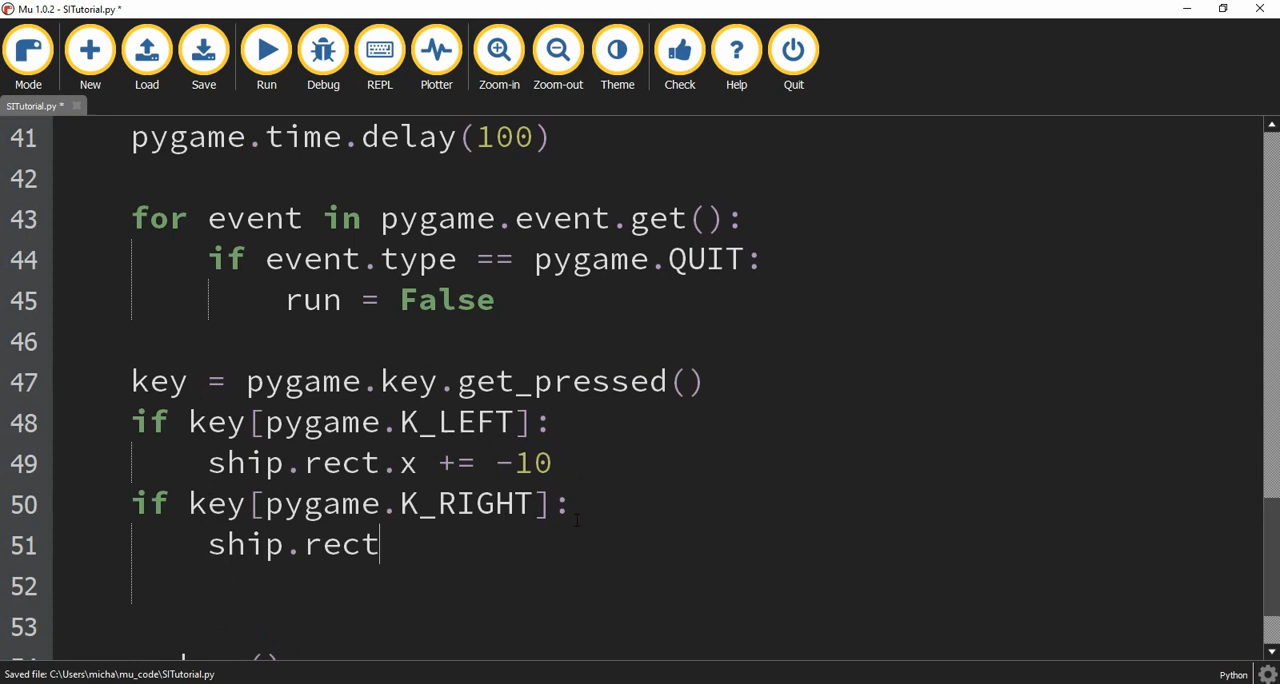 Mu 1.0.2 - SITutorial.py *
Mode New Load Save Run Debug REPL Plotter Zoom-in Zoom-out Theme Check Help Quit
SITutorial.py *
41 pygame.time.delay(100)
42
43 for event in pygame.event.get():
44 if event.type == pygame.QUIT:
45 run = False
46
47 key = pygame.key.get_pressed()
48 if key[pygame.K_LEFT]:
49 ship.rect.x += -10
50 if key[pygame.K_RIGHT]:
51 ship.rect
52
53
Saved file: C:\Users\micha\mu_code\SITutorial.py
Python